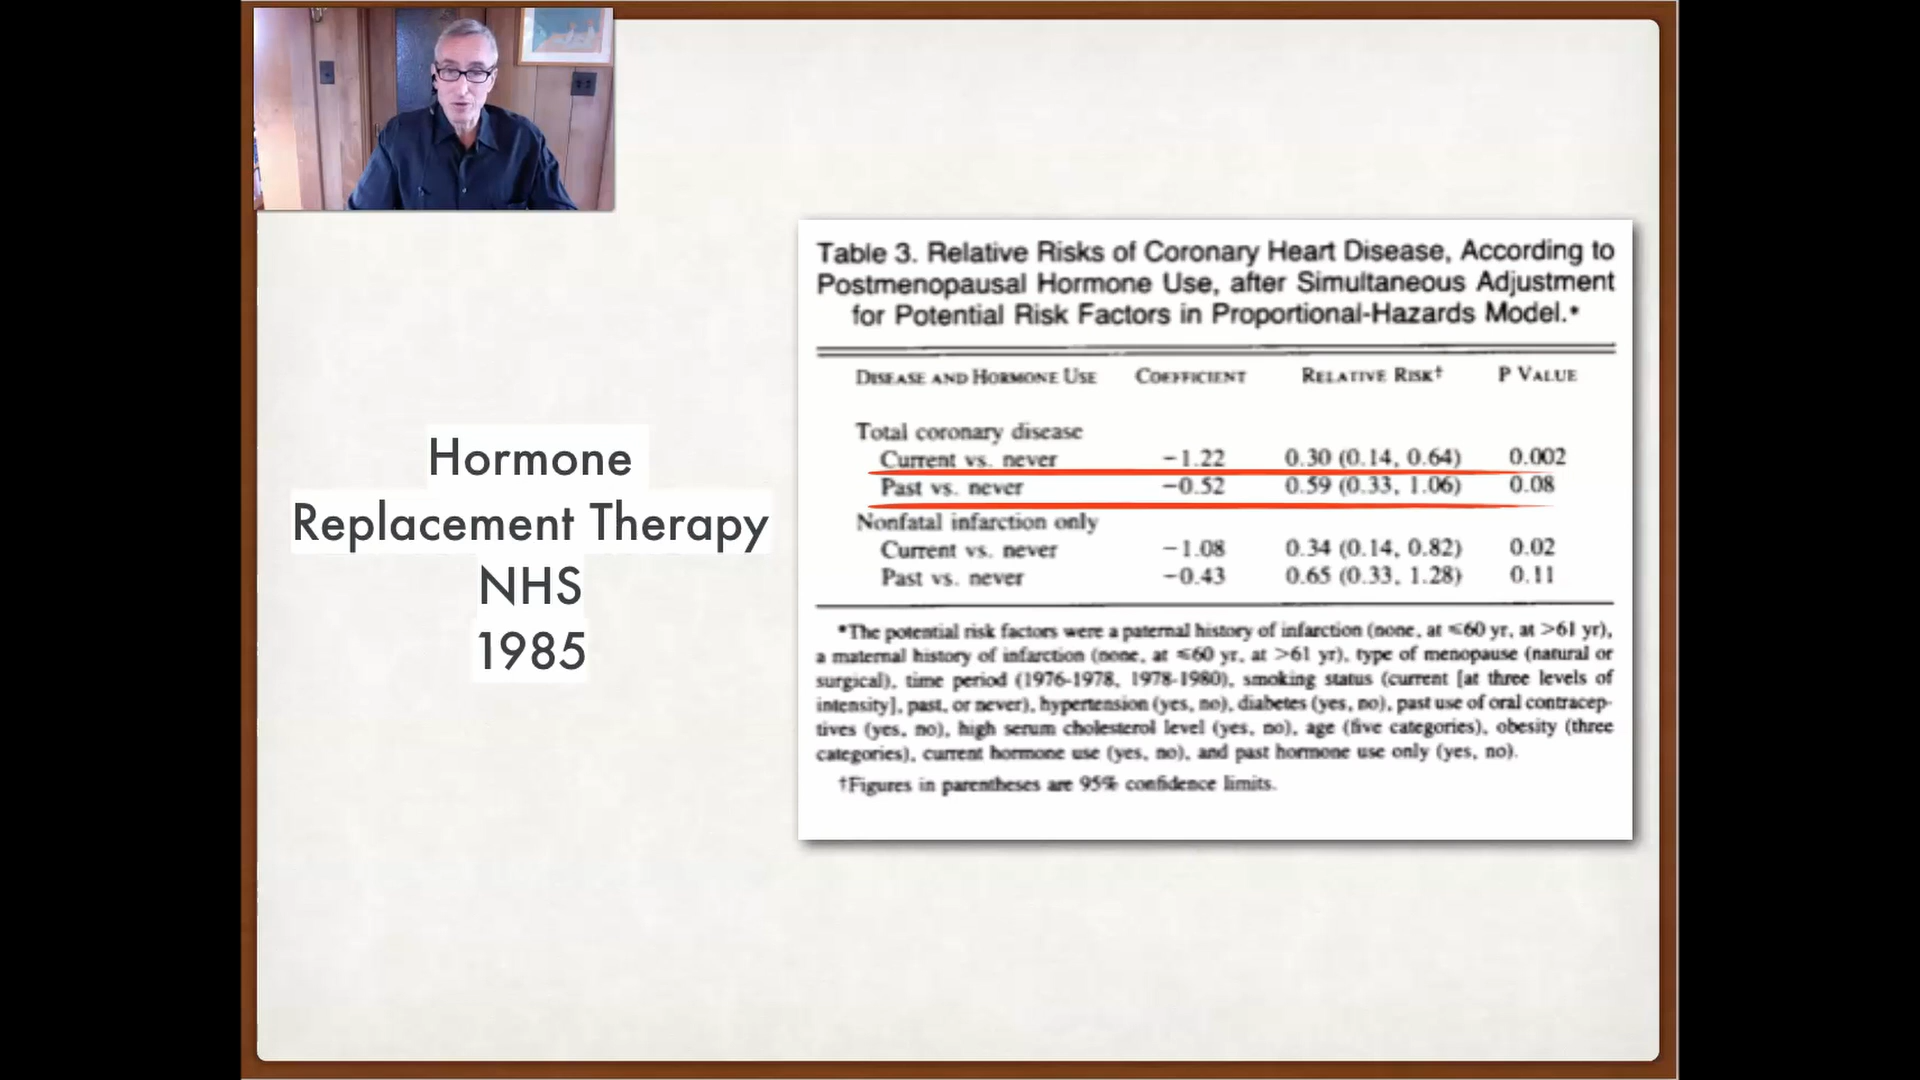 Hormone
Replacement Therapy
NHS
1985
Table 3. Relative Risks of Coronary Heart Disease, According to
Postmenopausal Hormone Use, after Simultaneous Adjustment
for Potential Risk Factors in Proportional-Hazards Model.*
DISEASE AND HORMONE USE COEFFICIENT RELATIVE RISK† P VALUE
Total coronary disease
Current vs. never −1.22 0.30 (0.14, 0.64) 0.002
Past vs. never −0.52 0.59 (0.33, 1.06) 0.08
Nonfatal infarction only
Current vs. never −1.08 0.34 (0.14, 0.82) 0.02
Past vs. never −0.43 0.65 (0.33, 1.28) 0.11
*The potential risk factors were a paternal history of infarction (none, at ≤60 yr, at >61 yr),
a maternal history of infarction (none, at ≤60 yr, at >61 yr), type of menopause (natural or
surgical), time period (1976-1978, 1978-1980), smoking status (current [at three levels of
intensity], past, or never), hypertension (yes, no), diabetes (yes, no), past use of oral contracep-
tives (yes, no), high serum cholesterol level (yes, no), age (five categories), obesity (three
categories), current hormone use (yes, no), and past hormone use only (yes, no).
†Figures in parentheses are 95% confidence limits.